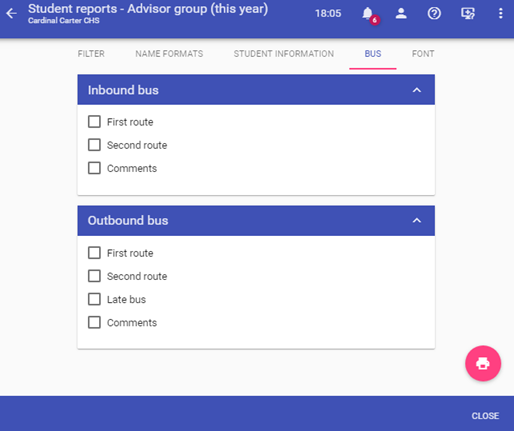 Student reports - Advisor group (this year)
Cardinal Carter CHS
18:05
6
FILTER
NAME FORMATS
STUDENT INFORMATION
BUS
FONT
Inbound bus
First route
Second route
Comments
Outbound bus
First route
Second route
Late bus
Comments
CLOSE